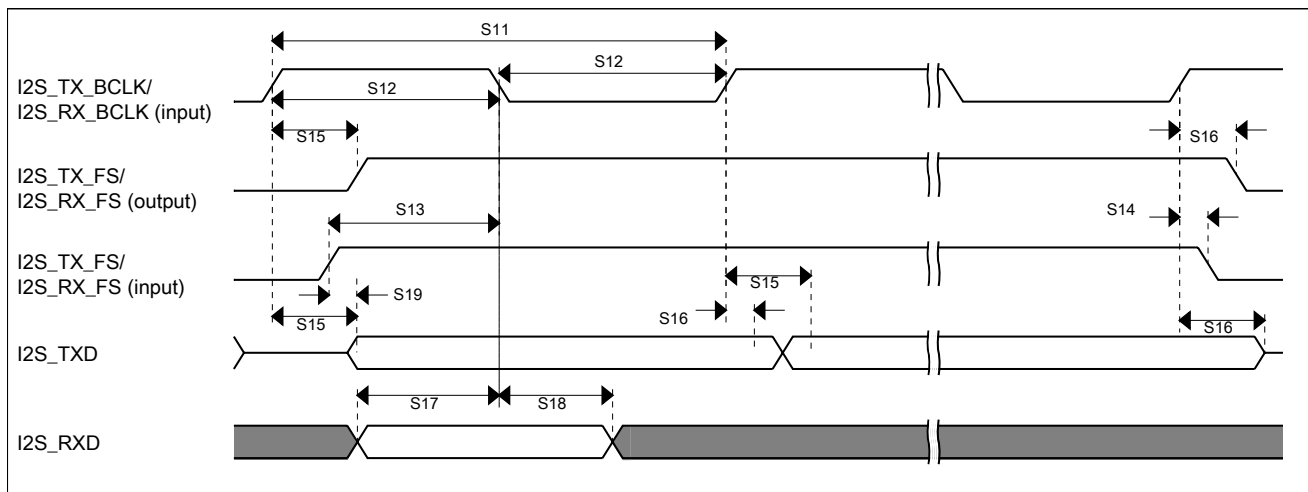 S11
S12
I2S_TX_BCLK/
I2S_RX_BCLK (input)
S12
S15
S16
I2S_TX_FS/
I2S_RX_FS (output)
S13
S14
I2S_TX_FS/
I2S_RX_FS (input)
S15
S19
S15
S16
S16
I2S_TXD
S17
S18
I2S_RXD